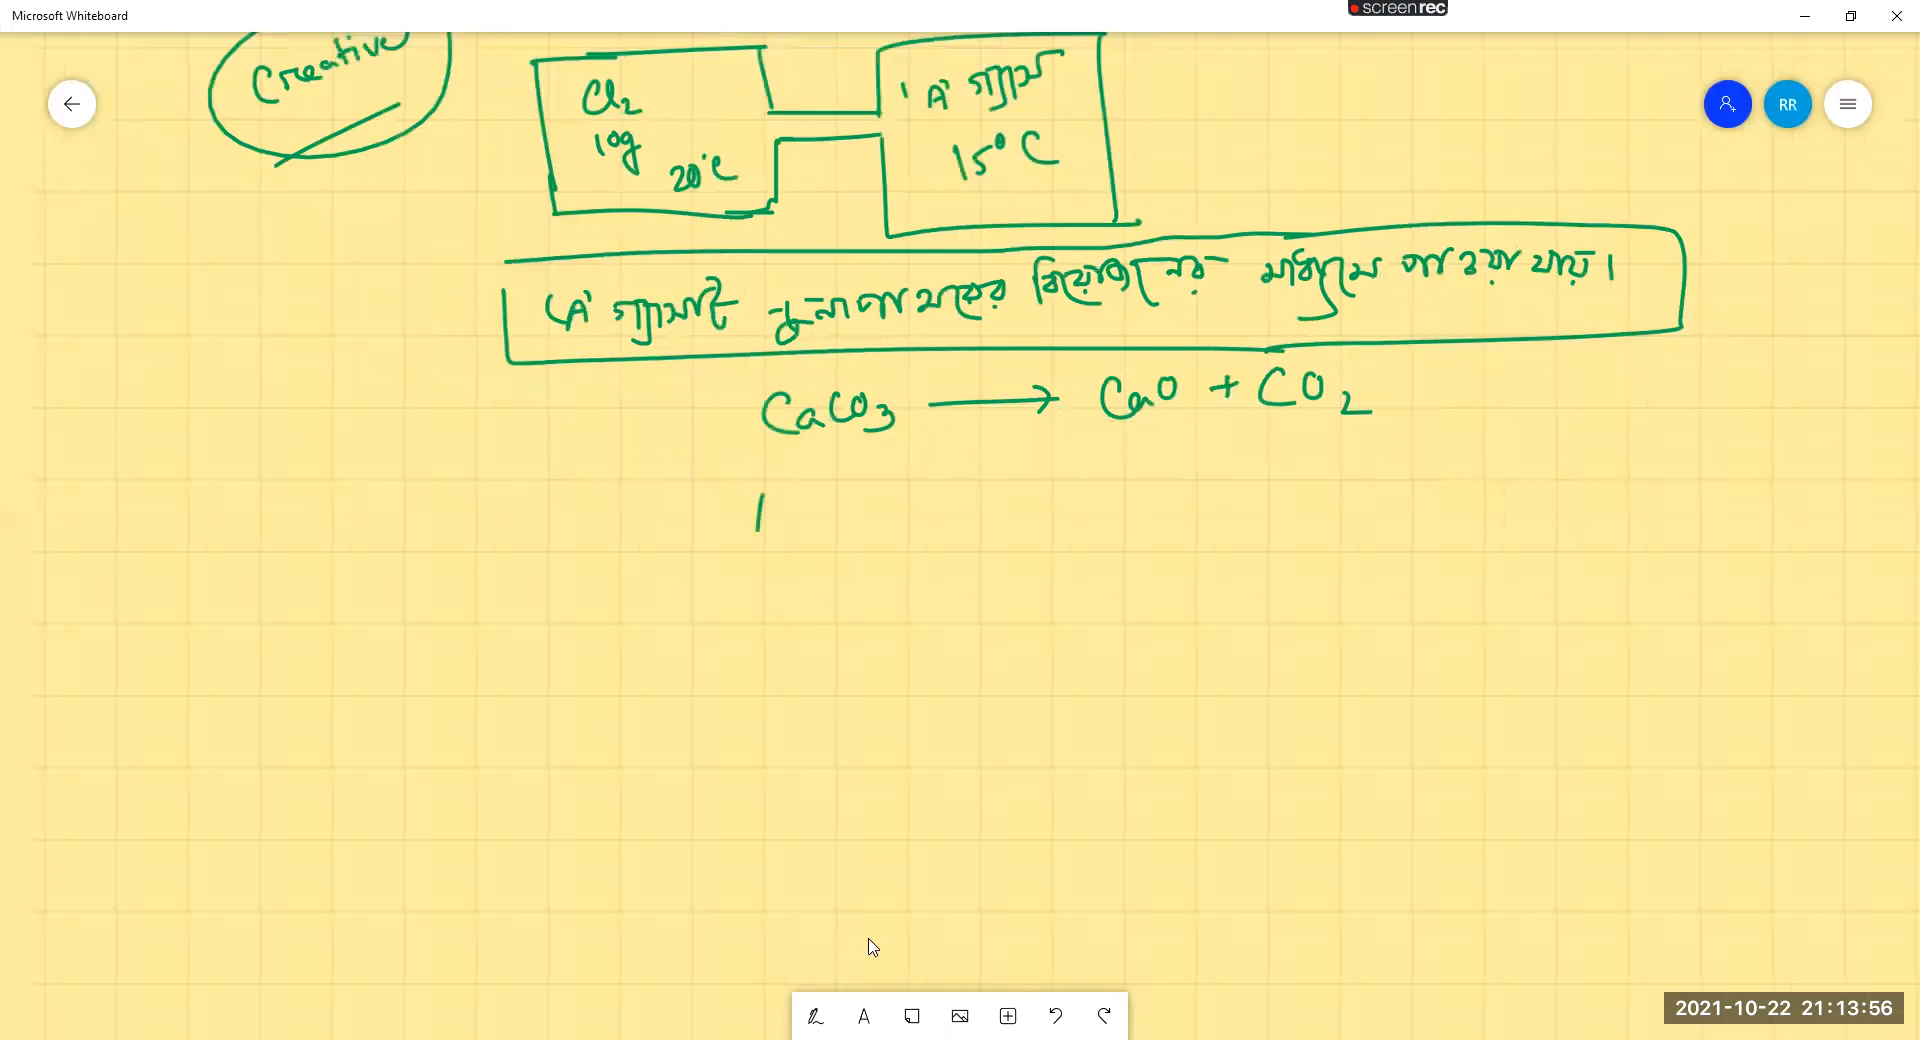 Microsoft Whiteboard
screenrec
Creative
Cl₂
10g
20°C
'A' গ্যাস
15°C
RR
'A' গ্যাসটি চুনাপাথরের বিয়োজনের মাধ্যমে পাওয়া যায়।
CaCO₃ → CaO + CO₂
2021-10-22 21:13:56